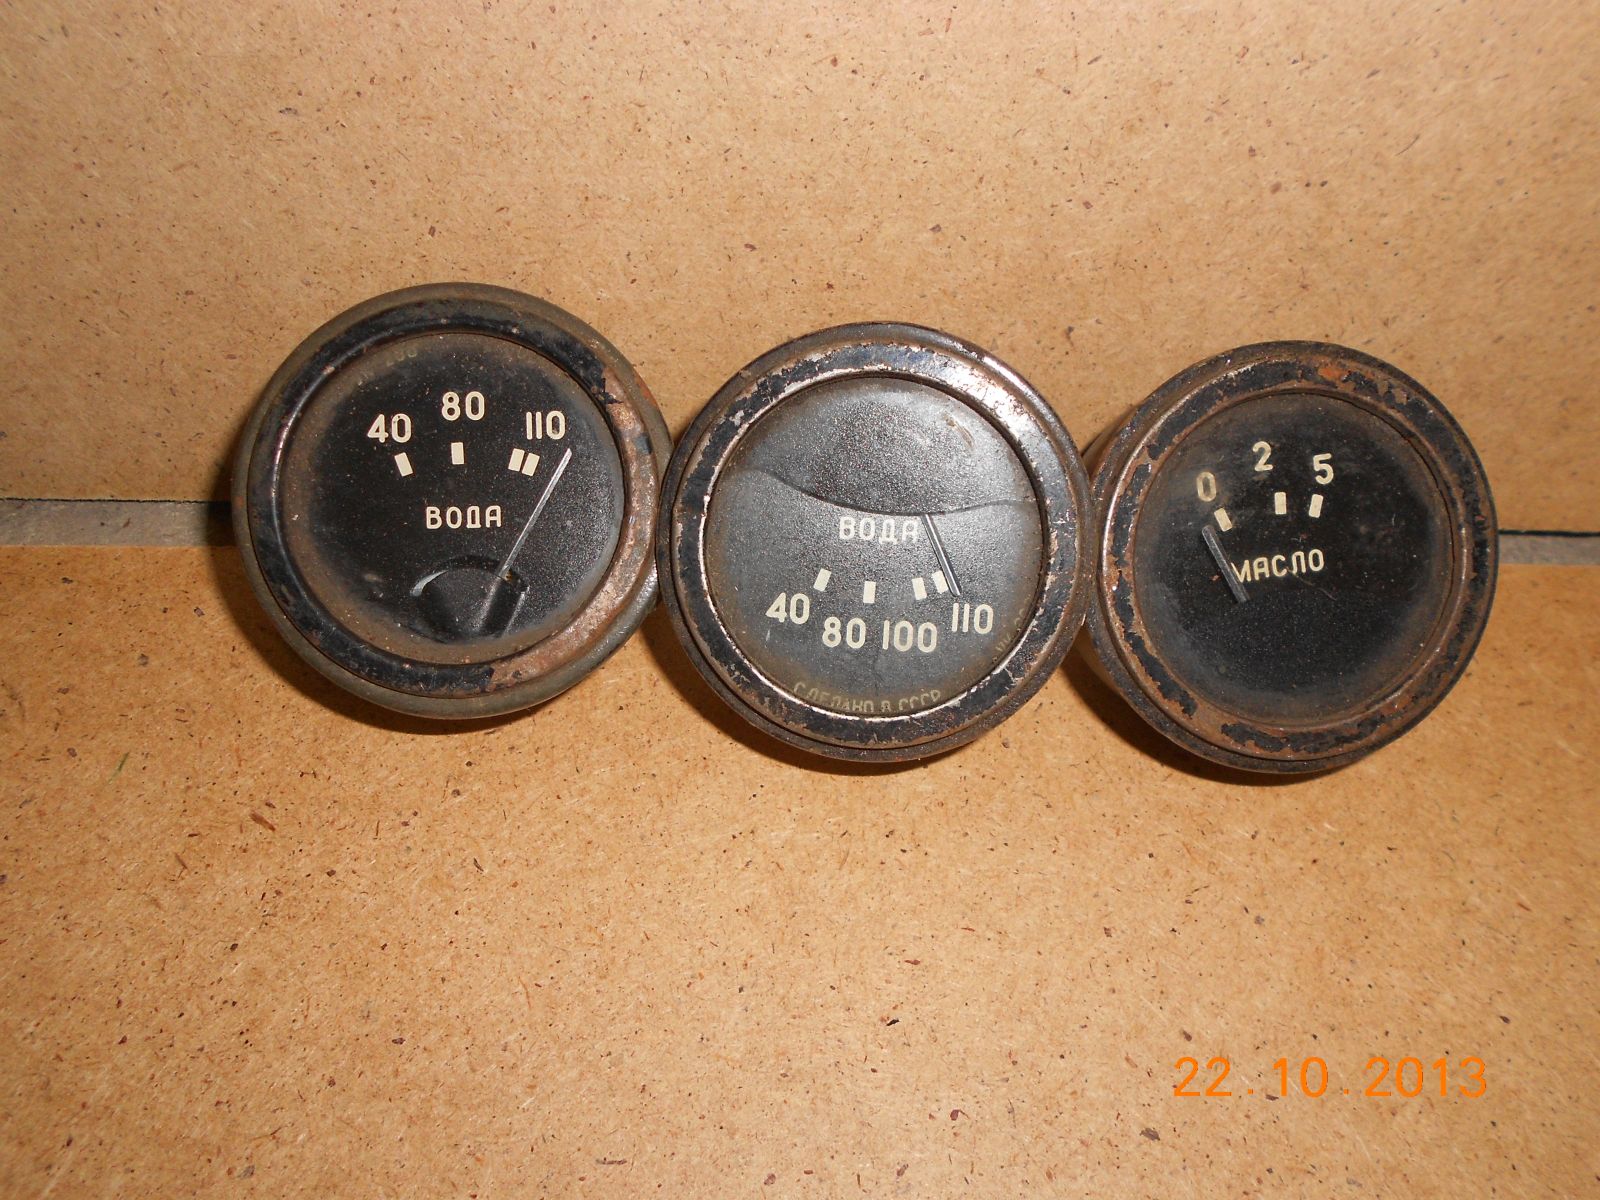 40 80 110
ВОДА
ВОДА
40 80 100 110
СДЕЛАНО В СССР
0 2 5
МАСЛО
22.10.2013